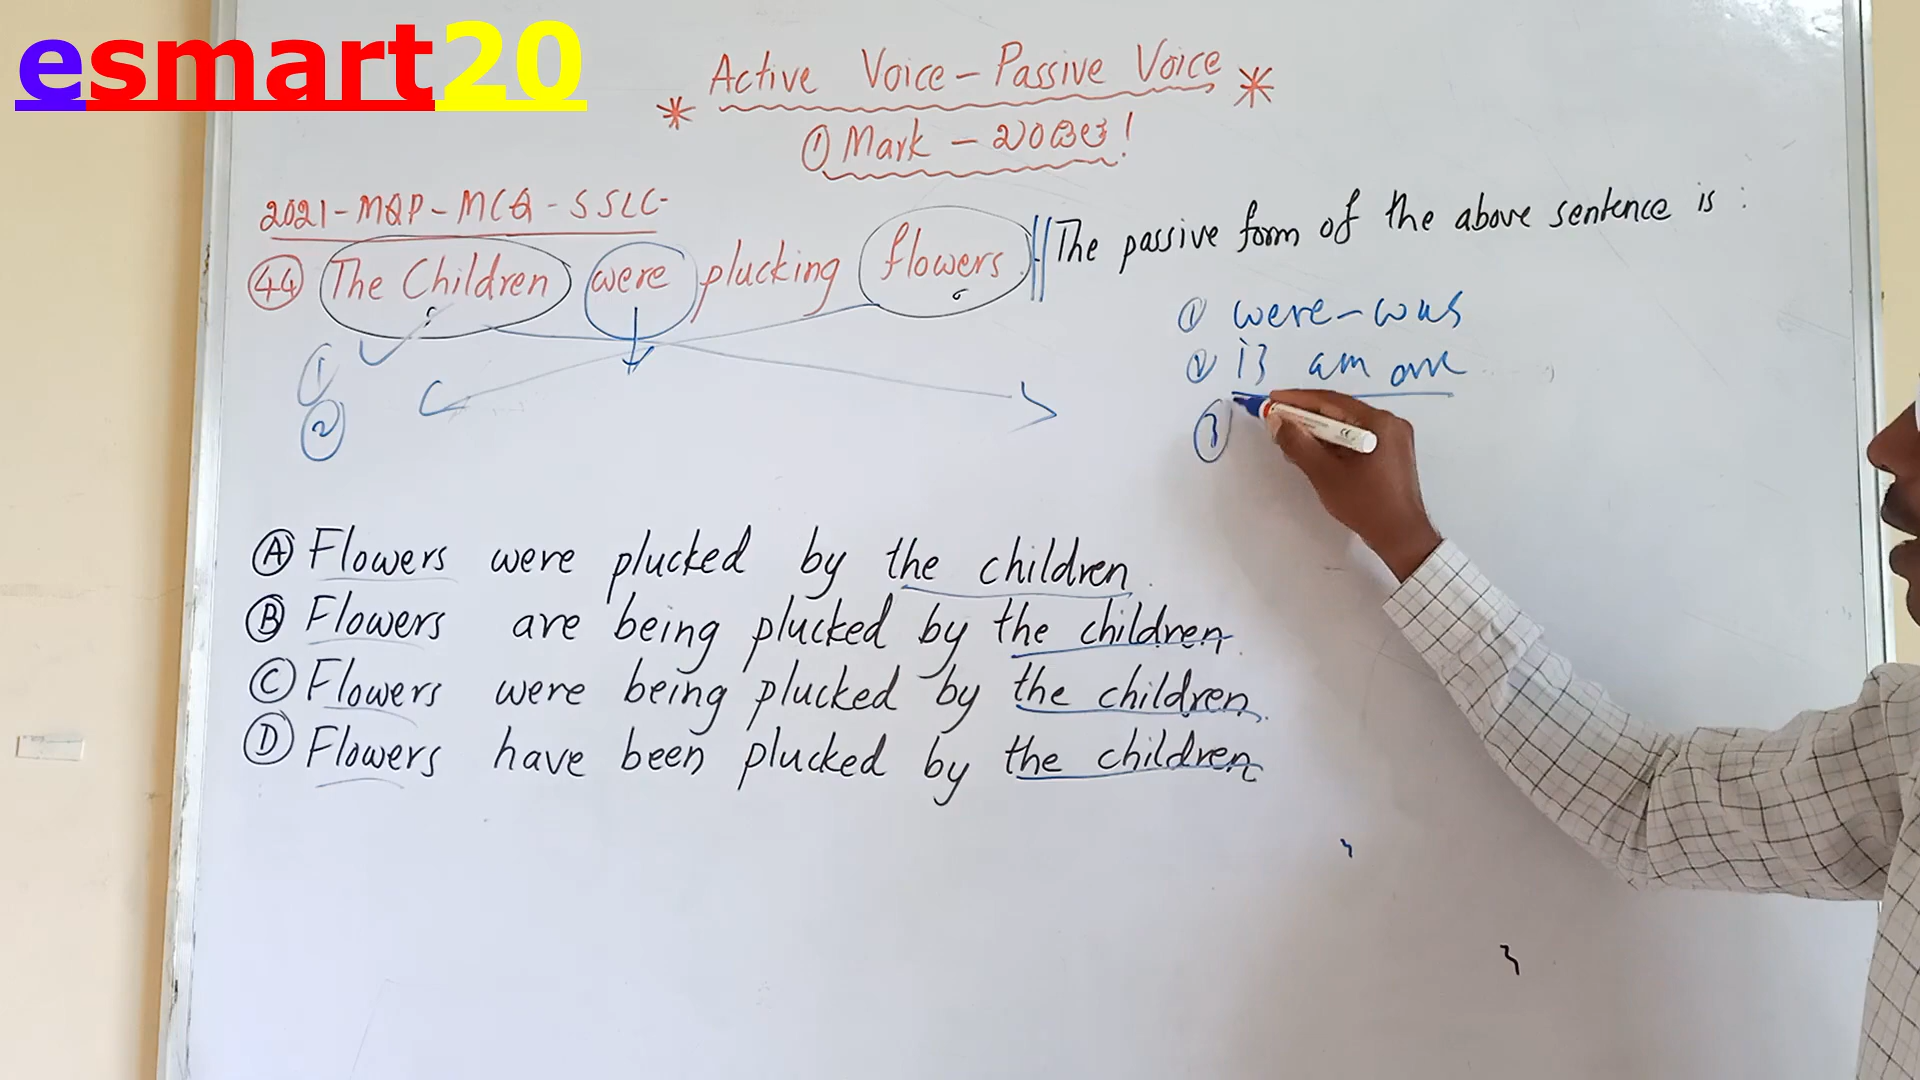 esmart20
Active Voice - Passive Voice
① Mark - ಖಂಡಿತ!
2021-MQP-MCQ-SSLC-
44 The Children were plucking flowers. || The passive form of the above sentence is :
① were-was
② is am are
③
1
2
Ⓐ Flowers were plucked by the children.
Ⓑ Flowers are being plucked by the children.
Ⓒ Flowers were being plucked by the children.
Ⓓ Flowers have been plucked by the children